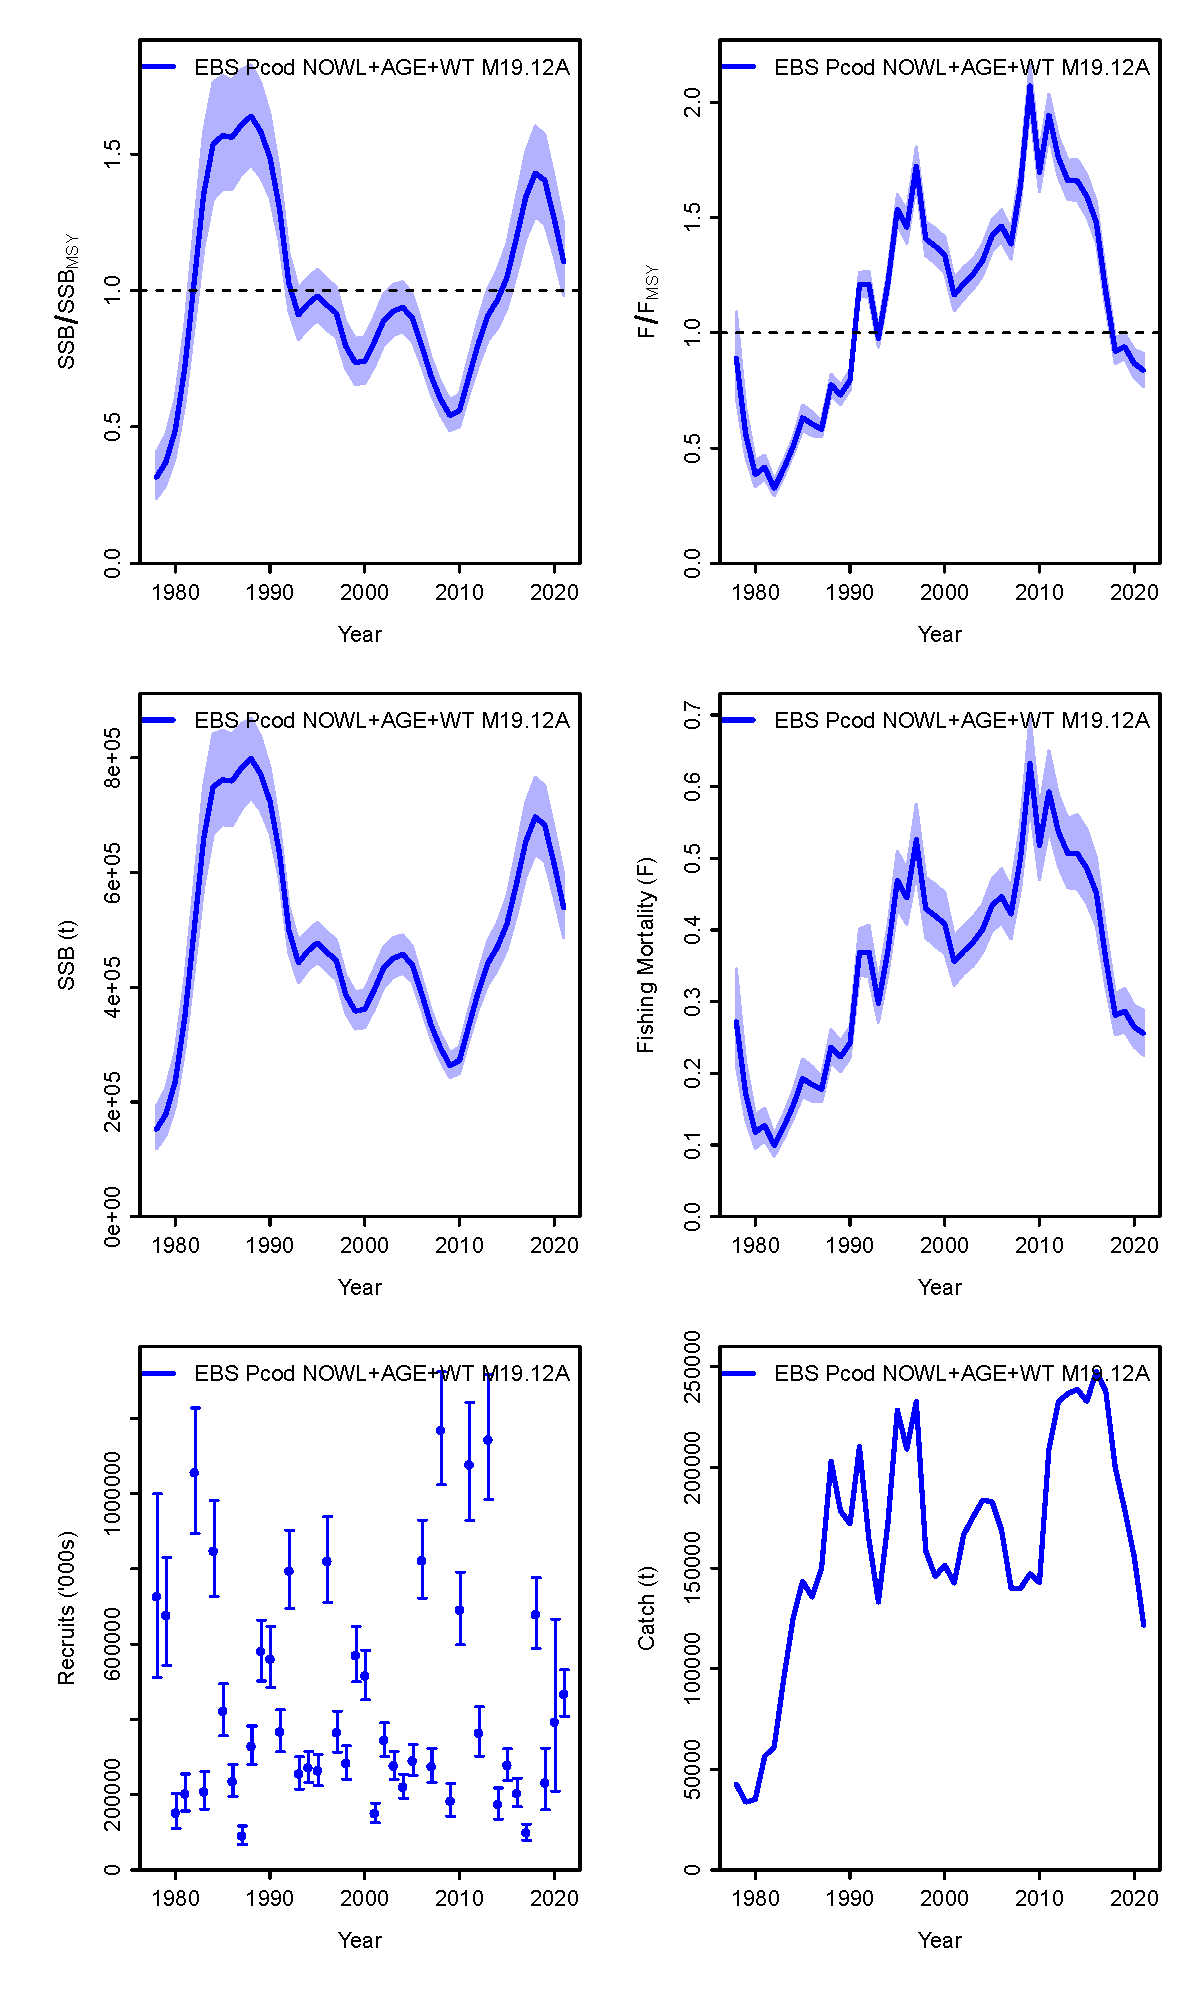 EBS Pcod NOWL+AGE+WT M19.12A
SSB/SSBMSY
0.0 0.5 1.0 1.5
1980 1990 2000 2010 2020
Year
EBS Pcod NOWL+AGE+WT M19.12A
F/FMSY
0.0 0.5 1.0 1.5 2.0
1980 1990 2000 2010 2020
Year
EBS Pcod NOWL+AGE+WT M19.12A
SSB (t)
0e+00 2e+05 4e+05 6e+05 8e+05
1980 1990 2000 2010 2020
Year
EBS Pcod NOWL+AGE+WT M19.12A
Fishing Mortality (F)
0.0 0.1 0.2 0.3 0.4 0.5 0.6 0.7
1980 1990 2000 2010 2020
Year
EBS Pcod NOWL+AGE+WT M19.12A
Recruits ('000s)
0 200000 600000 1000000
1980 1990 2000 2010 2020
Year
EBS Pcod NOWL+AGE+WT M19.12A
Catch (t)
0 50000 100000 150000 200000 250000
1980 1990 2000 2010 2020
Year